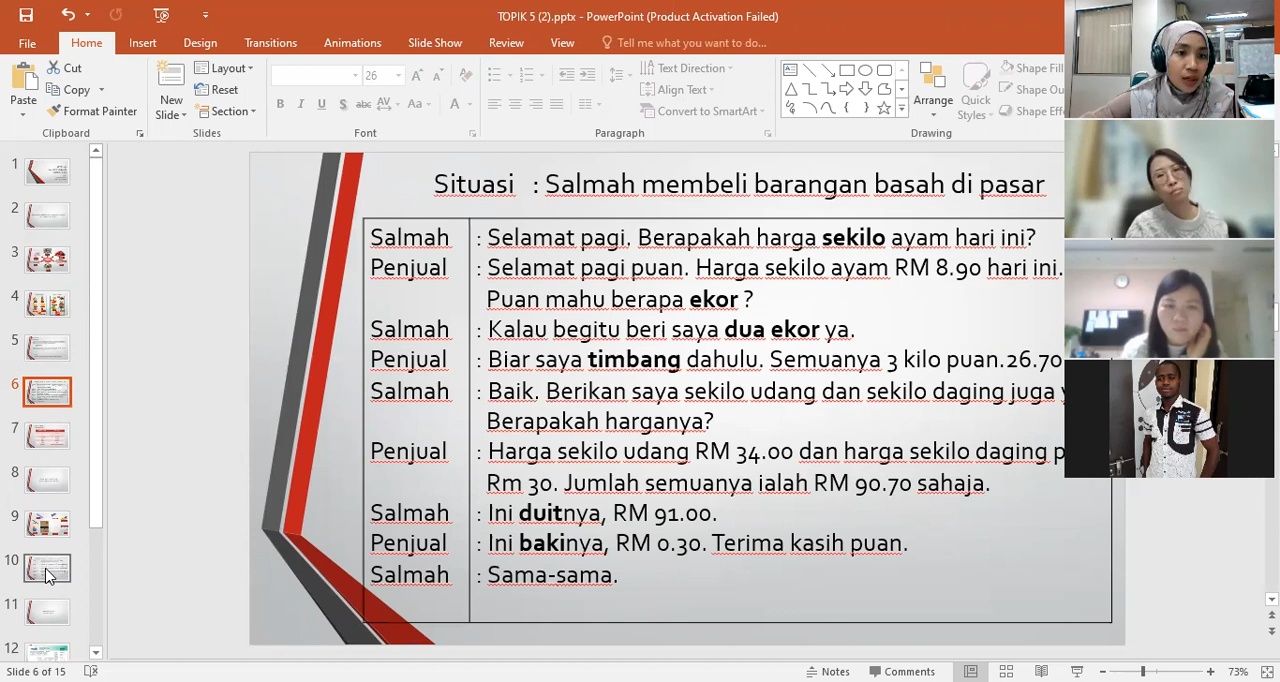 TOPIK 5 (2).pptx - PowerPoint (Product Activation Failed)
File Home Insert Design Transitions Animations Slide Show Review View Tell me what you want to do...
Paste
Cut
Copy
Format Painter
Clipboard
New
Slide
Layout
Reset
Section
Slides
26
B I U S abc AV Aa A
Font
Text Direction
Align Text
Convert to SmartArt
Paragraph
Arrange
Quick
Styles
Shape Fill
Shape Ou
Shape Effe
Drawing
1
2
3
4
5
6
7
8
9
10
11
12
Situasi : Salmah membeli barangan basah di pasar
Salmah : Selamat pagi. Berapakah harga sekilo ayam hari ini?
Penjual : Selamat pagi puan. Harga sekilo ayam RM 8.90 hari ini.
Puan mahu berapa ekor ?
Salmah : Kalau begitu beri saya dua ekor ya.
Penjual : Biar saya timbang dahulu. Semuanya 3 kilo puan.26.70
Salmah : Baik. Berikan saya sekilo udang dan sekilo daging juga
Berapakah harganya?
Penjual : Harga sekilo udang RM 34.00 dan harga sekilo daging p
Rm 30. Jumlah semuanya ialah RM 90.70 sahaja.
Salmah : Ini duitnya, RM 91.00.
Penjual : Ini bakinya, RM 0.30. Terima kasih puan.
Salmah : Sama-sama.
Slide 6 of 15
Notes
Comments
73%